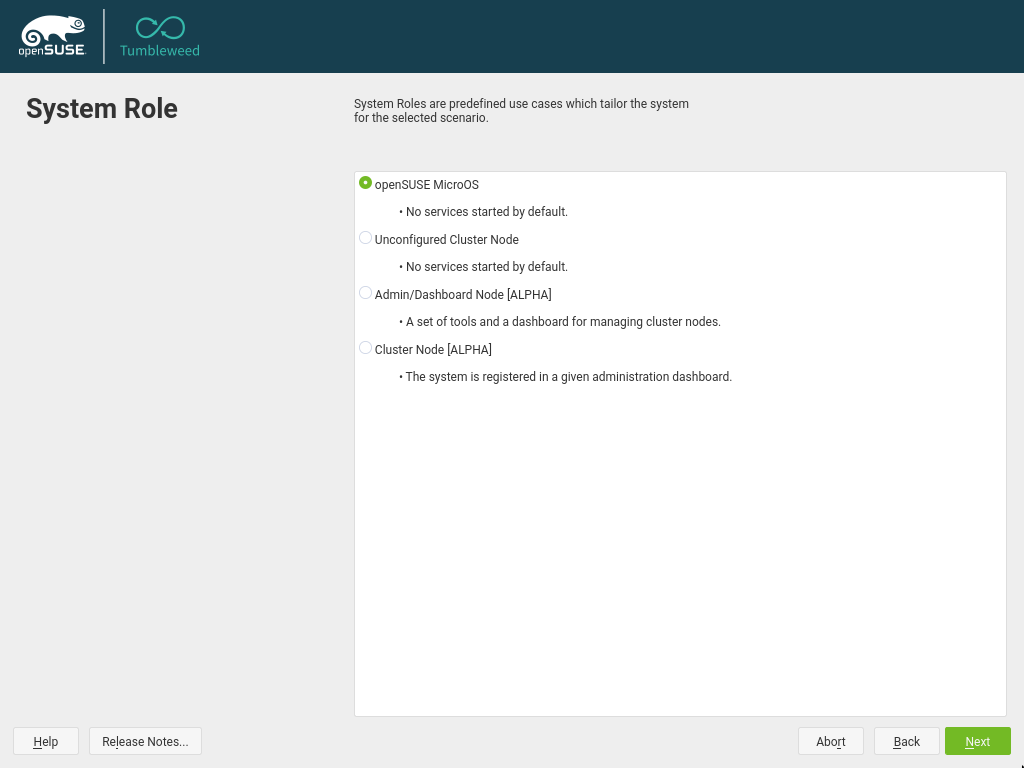 openSUSE
Tumbleweed
System Role
System Roles are predefined use cases which tailor the system
for the selected scenario.
openSUSE MicroOS
• No services started by default.
Unconfigured Cluster Node
• No services started by default.
Admin/Dashboard Node [ALPHA]
• A set of tools and a dashboard for managing cluster nodes.
Cluster Node [ALPHA]
• The system is registered in a given administration dashboard.
Help
Release Notes...
Abort
Back
Next